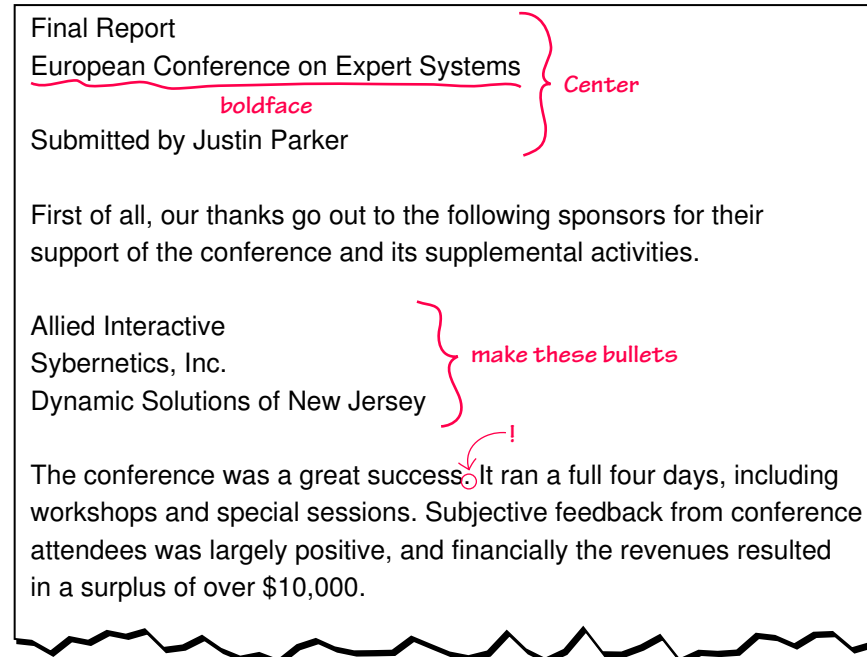 Final Report
European Conference on Expert Systems
Center
boldface
Submitted by Justin Parker
First of all, our thanks go out to the following sponsors for their
support of the conference and its supplemental activities.
Allied Interactive
Sybernetics, Inc.
make these bullets
Dynamic Solutions of New Jersey
!
The conference was a great success. It ran a full four days, including
workshops and special sessions. Subjective feedback from conference
attendees was largely positive, and financially the revenues resulted
in a surplus of over $10,000.